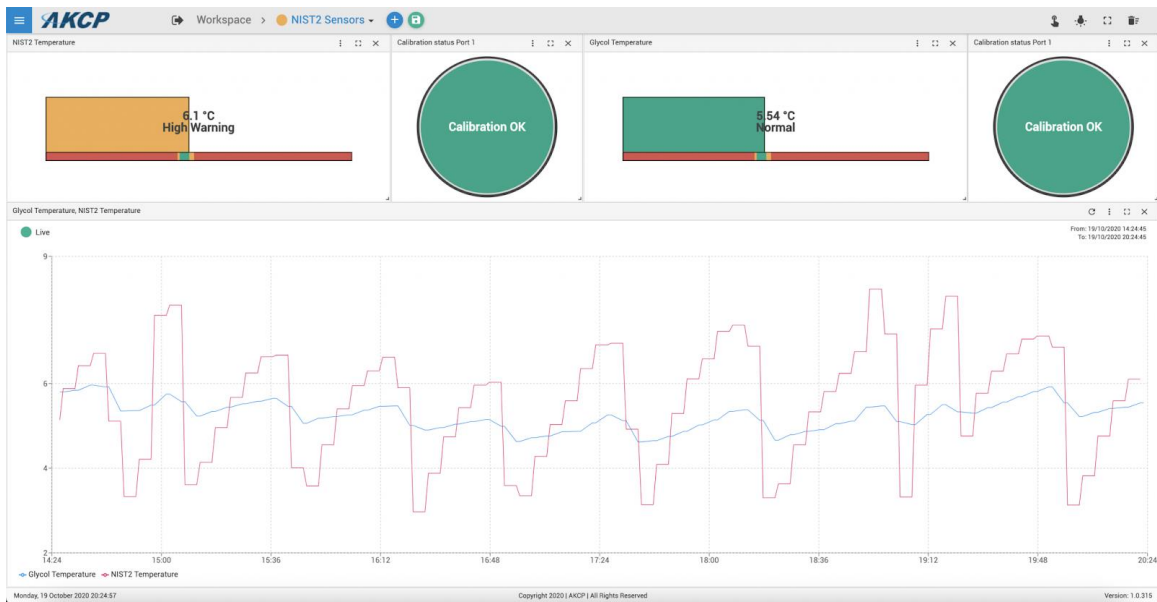 AKCP Workspace > NIST2 Sensors
NIST2 Temperature
Calibration status Port 1
Glycol Temperature
Calibration status Port 1
6.1 °C
High Warning
Calibration OK
5.54 °C
Normal
Calibration OK
Glycol Temperature, NIST2 Temperature
Live
From: 19/10/2020 14:24:45
To: 19/10/2020 20:24:45
9
6
4
2
14:24 15:00 15:36 16:12 16:48 17:24 18:00 18:36 19:12 19:48 20:24
Glycol Temperature NIST2 Temperature
Monday, 19 October 2020 20:24:57
Copyright 2020 | AKCP | All Rights Reserved
Version: 1.0.315